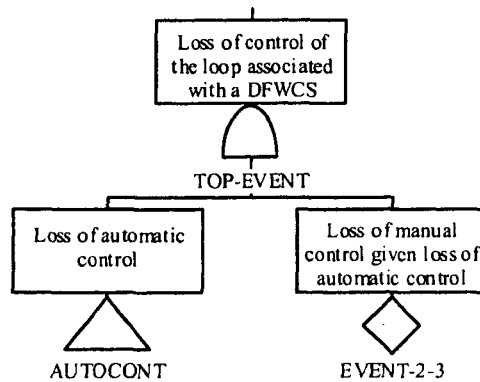 Loss of control of
the loop associated
with a DFWCS
TOP-EVENT
Loss of automatic
control
Loss of manual
control given loss of
automatic control
AUTOCONT
EVENT-2-3